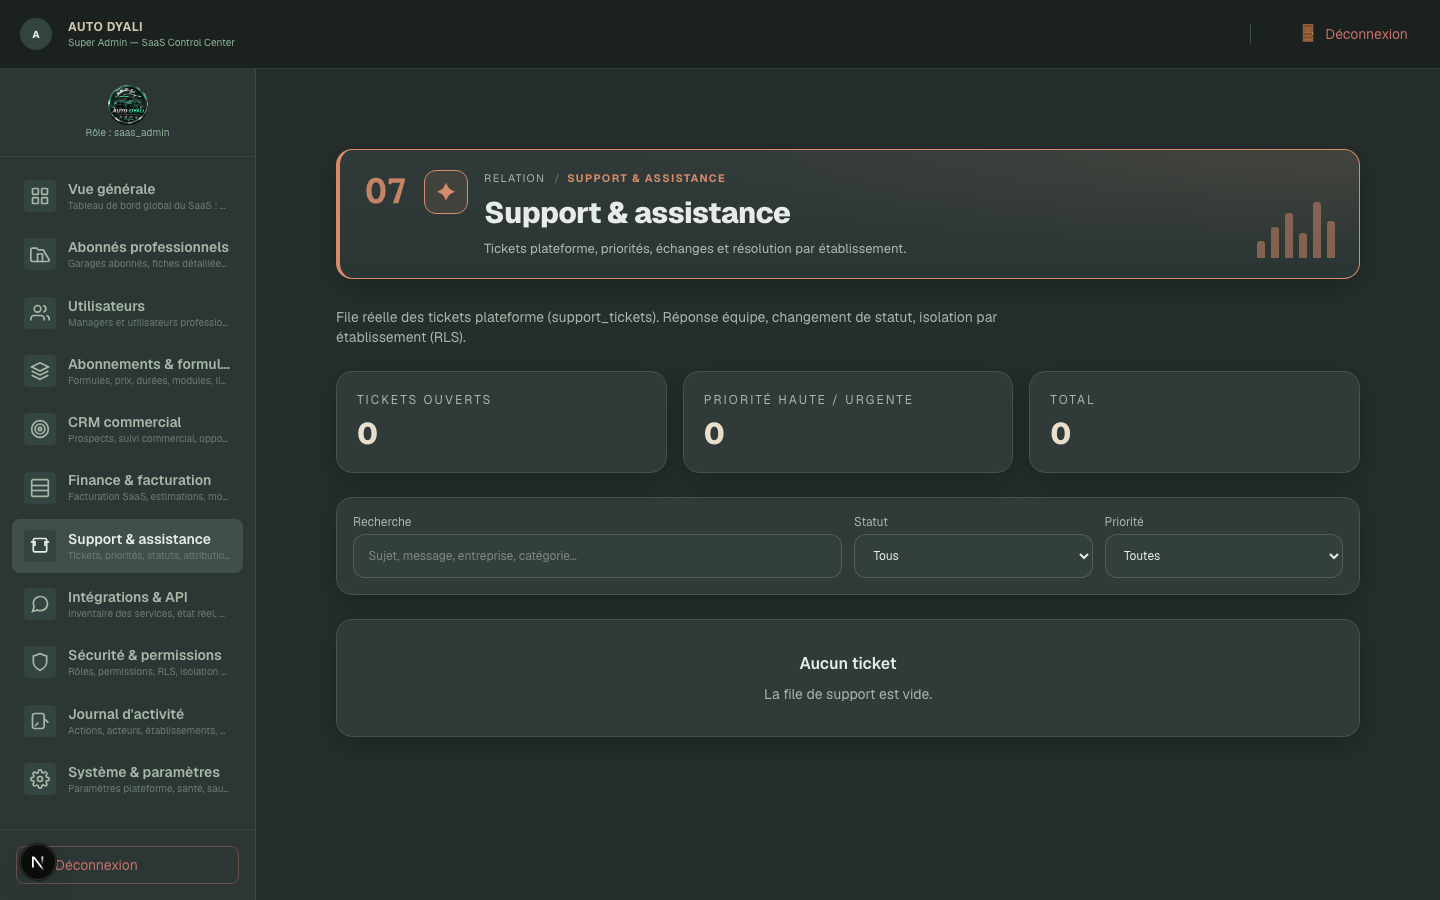 A
AUTO DYALI
Super Admin — SaaS Control Center
Déconnexion
AUTO DYALI
Rôle : saas_admin
Vue générale
Tableau de bord global du SaaS : …
Abonnés professionnels
Garages abonnés, fiches détaillée…
Utilisateurs
Managers et utilisateurs professio…
Abonnements & formul…
Formules, prix, durées, modules, li…
CRM commercial
Prospects, suivi commercial, oppo…
Finance & facturation
Facturation SaaS, estimations, mo…
Support & assistance
Tickets, priorités, statuts, attributio…
Intégrations & API
Inventaire des services, état réel, …
Sécurité & permissions
Rôles, permissions, RLS, isolation …
Journal d'activité
Actions, acteurs, établissements, …
Système & paramètres
Paramètres plateforme, santé, sau…
N
Déconnexion
07
RELATION / SUPPORT & ASSISTANCE
Support & assistance
Tickets plateforme, priorités, échanges et résolution par établissement.
File réelle des tickets plateforme (support_tickets). Réponse équipe, changement de statut, isolation par
établissement (RLS).
TICKETS OUVERTS
0
PRIORITÉ HAUTE / URGENTE
0
TOTAL
0
Recherche
Sujet, message, entreprise, catégorie…
Statut
Tous
Priorité
Toutes
Aucun ticket
La file de support est vide.